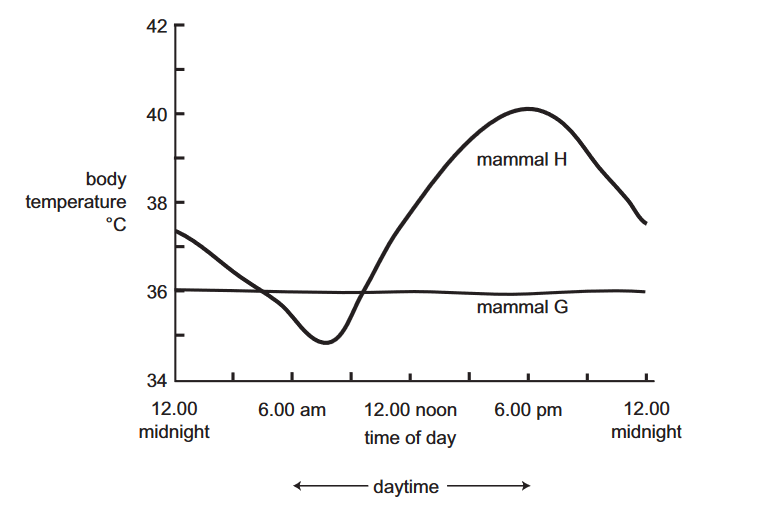 42
40
mammal H
body
temperature
°C
38
36
mammal G
34
12.00
midnight
6.00 am
12.00 noon
6.00 pm
12.00
midnight
time of day
daytime